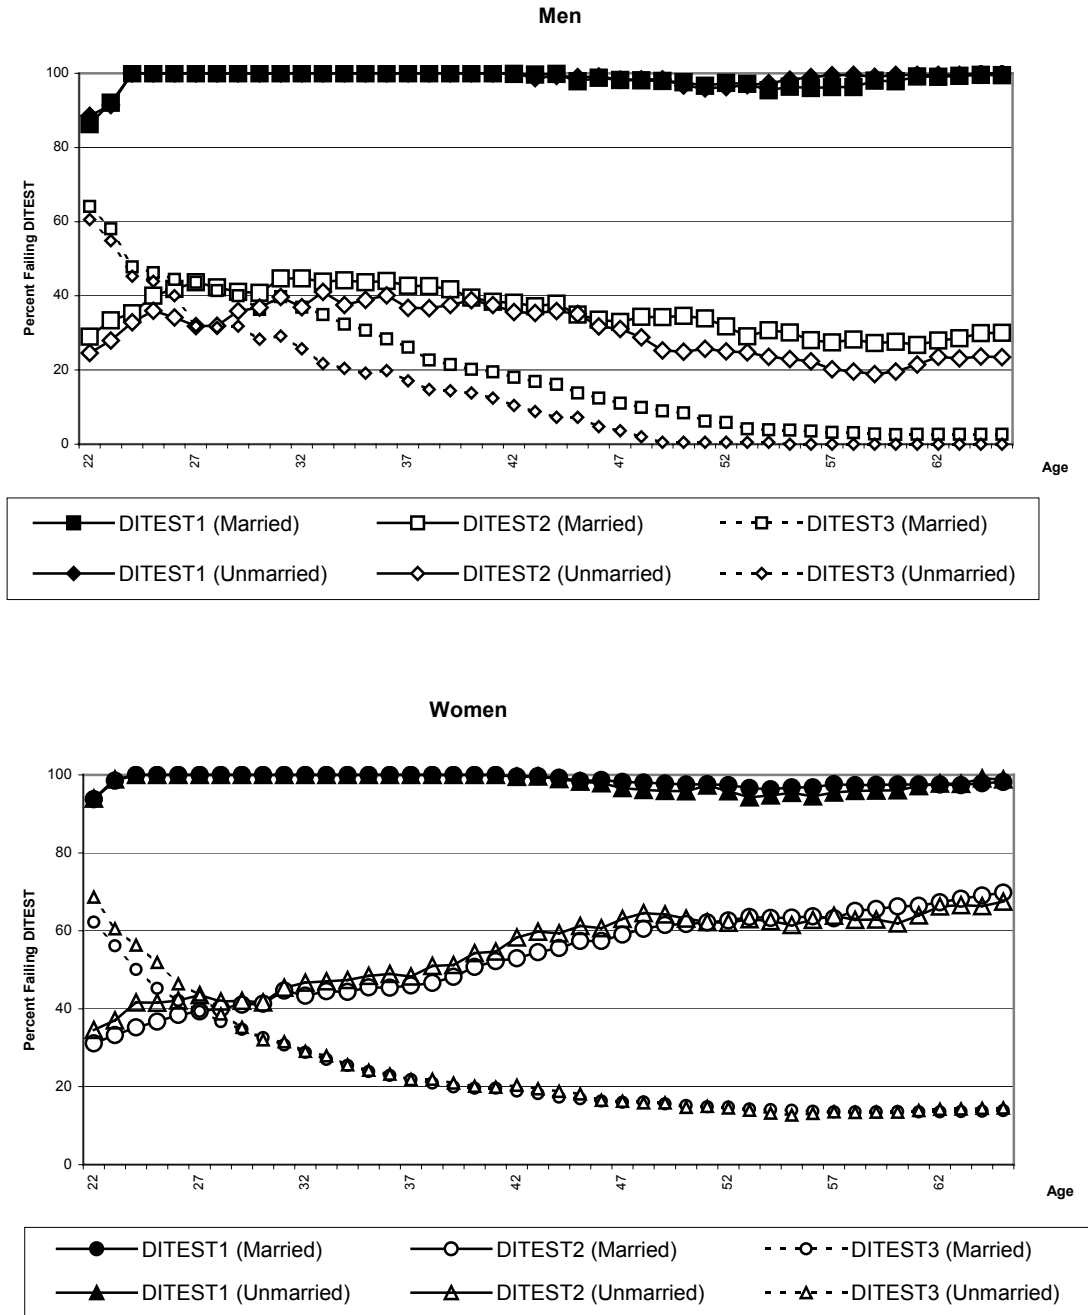 Men
Percent Failing DITEST
100
80
60
40
20
0
22 27 32 37 42 47 52 57 62
Age
DITEST1 (Married) DITEST2 (Married) DITEST3 (Married)
DITEST1 (Unmarried) DITEST2 (Unmarried) DITEST3 (Unmarried)
Women
Percent Failing DITEST
100
80
60
40
20
0
22 27 32 37 42 47 52 57 62
Age
DITEST1 (Married) DITEST2 (Married) DITEST3 (Married)
DITEST1 (Unmarried) DITEST2 (Unmarried) DITEST3 (Unmarried)